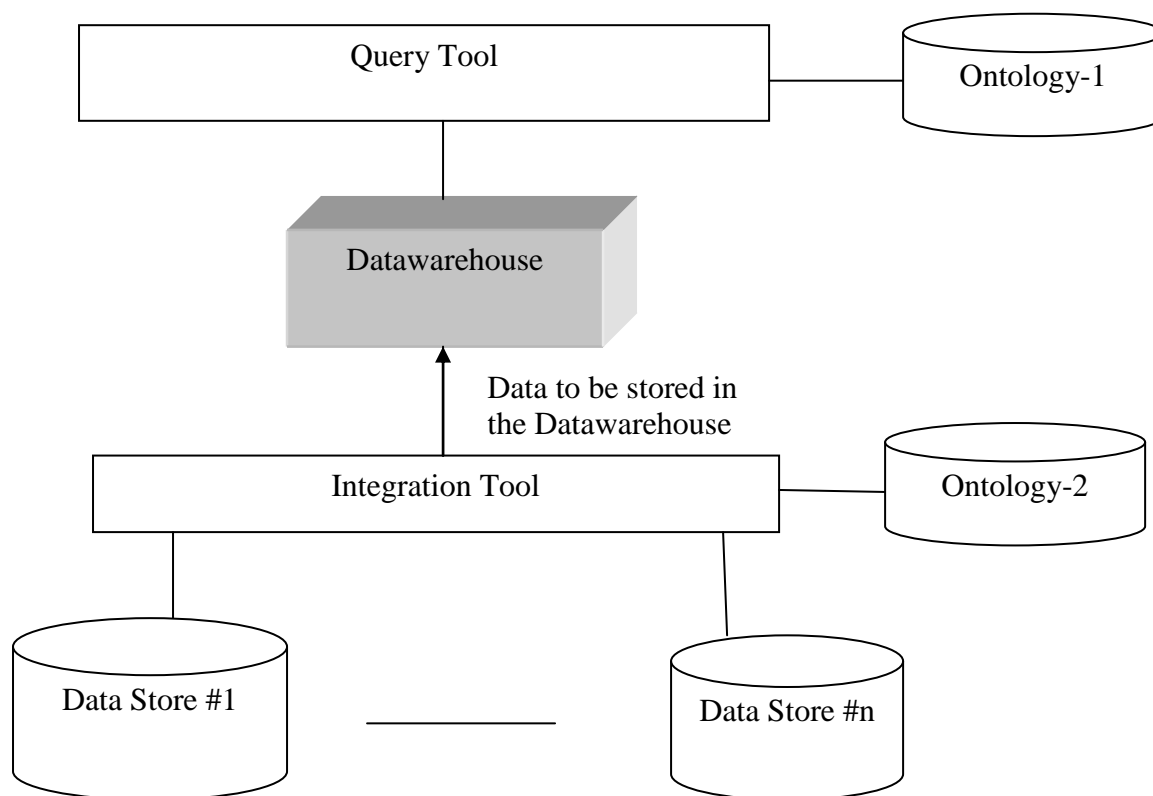 Query Tool
Ontology-1
Datawarehouse
Data to be stored in
the Datawarehouse
Integration Tool
Ontology-2
Data Store #1
Data Store #n